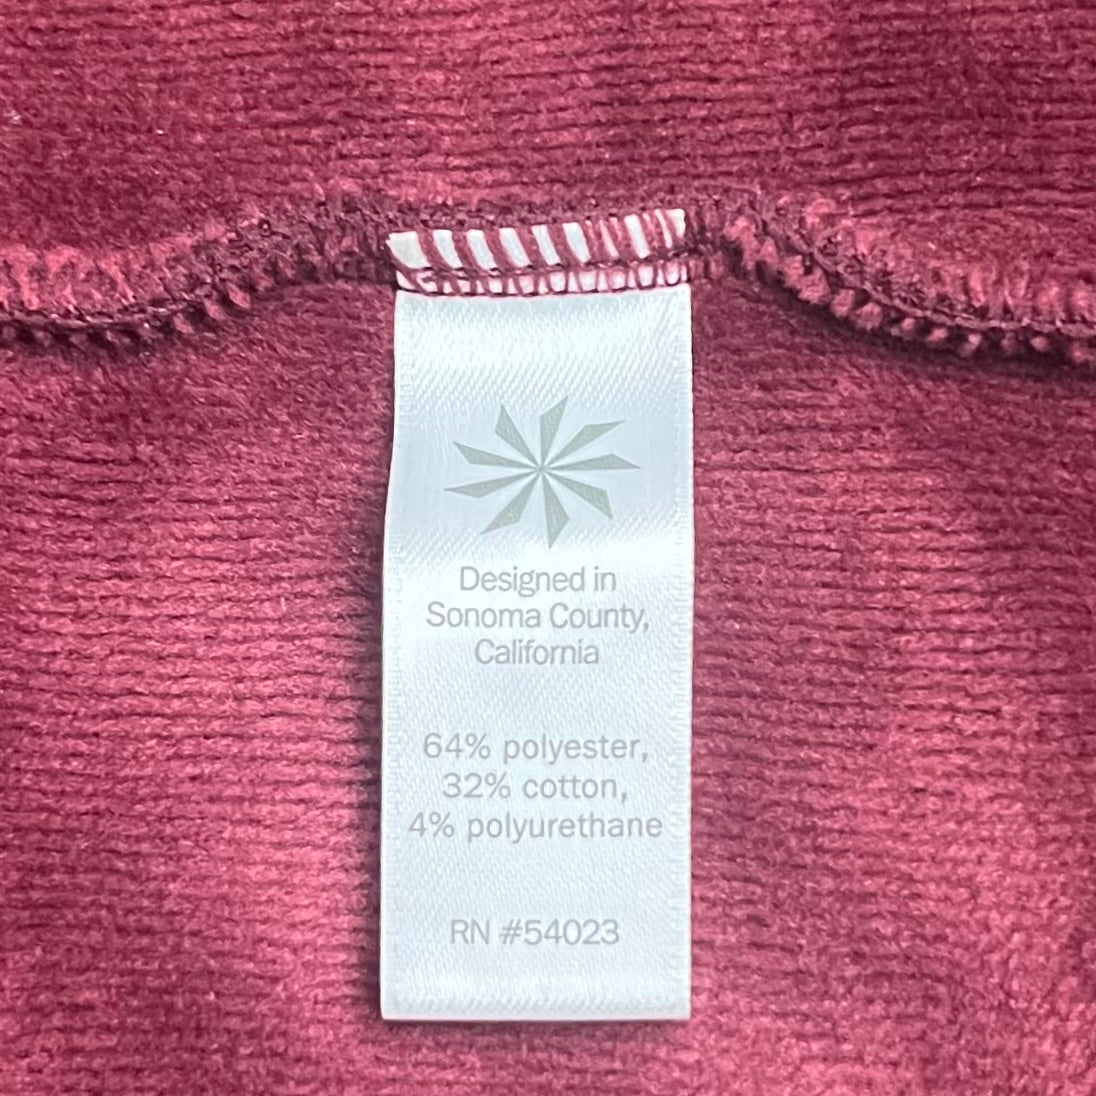 Designed in
Sonoma County,
California
64% polyester,
32% cotton,
4% polyurethane
RN #54023